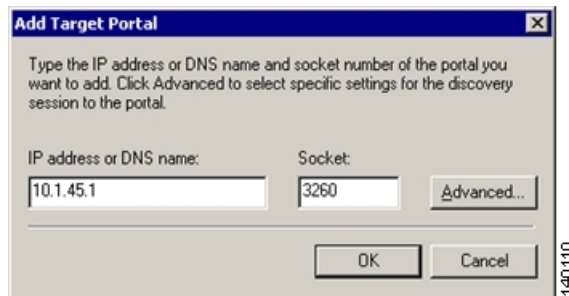 Add Target Portal
Type the IP address or DNS name and socket number of the portal you
want to add. Click Advanced to select specific settings for the discovery
session to the portal.
IP address or DNS name:
Socket:
10.1.45.1
3260
Advanced...
OK
Cancel
140110